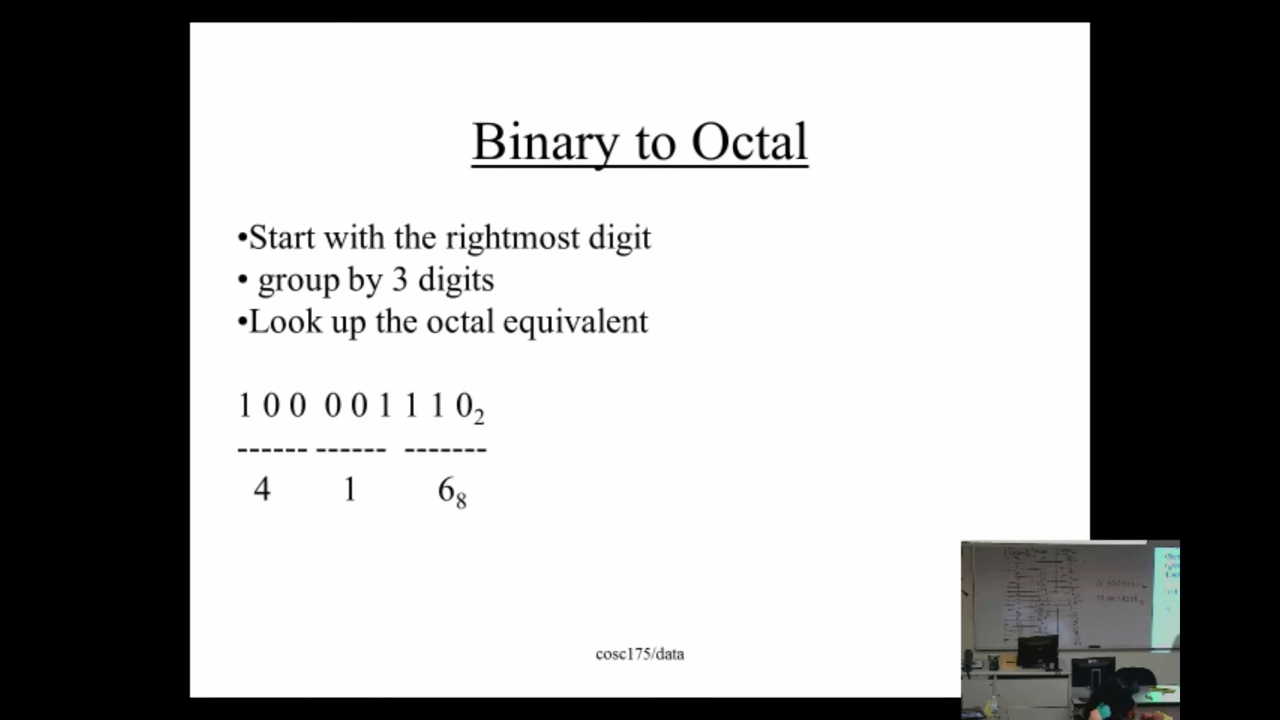 Binary to Octal
•Start with the rightmost digit
• group by 3 digits
•Look up the octal equivalent
1 0 0 0 0 1 1 1 0₂
------ ------ -------
4 1 6₈
cosc175/data